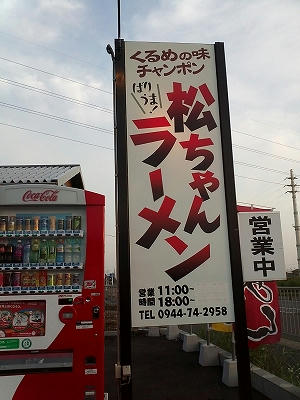 くるめの味
チャンポン
ばりうま!
松ちゃん
ラーメン
営業時間 11:00~
18:00~
TEL 0944-74-2958
営業中
Coca-Cola